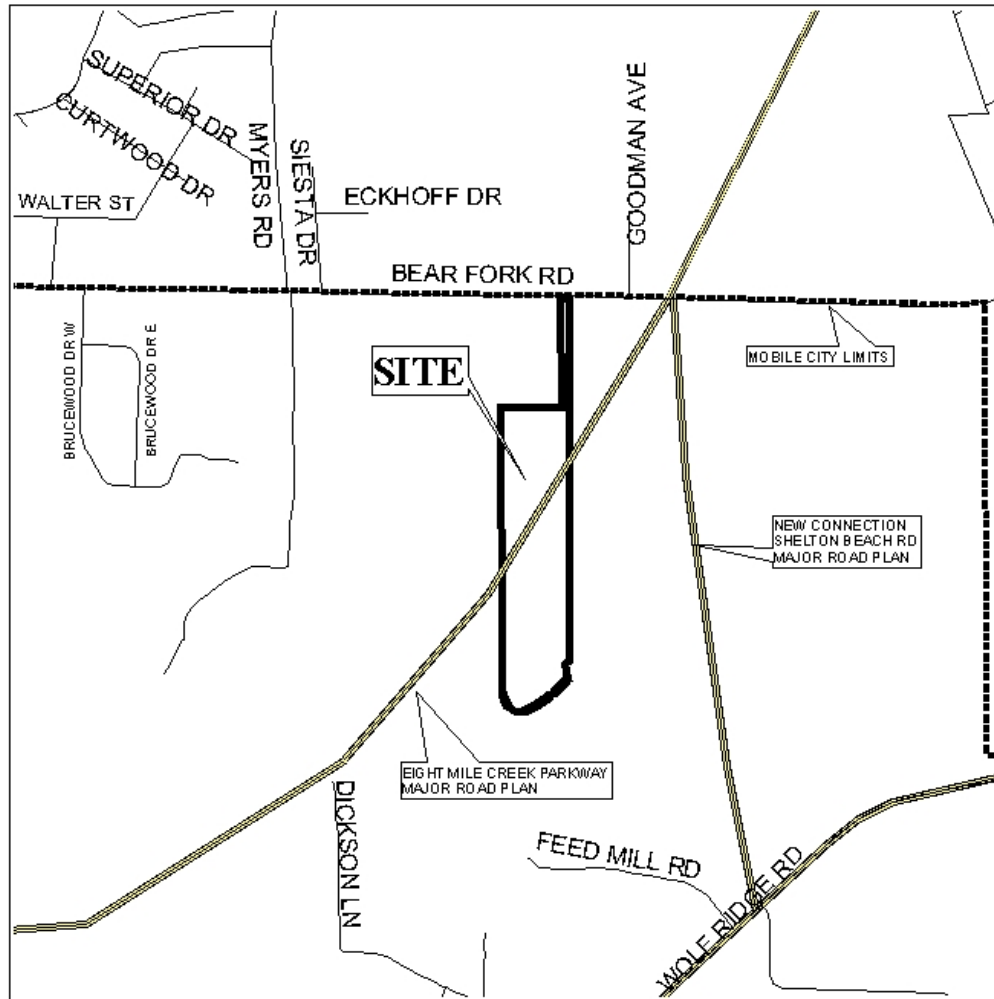 SUPERIOR DR
CURTWOOD DR
WALTER ST
MYERS RD
SIESTA DR
ECKHOFF DR
GOODMAN AVE
BEAR FORK RD
MOBILE CITY LIMITS
BRUCEWOOD DR W
BRUCEWOOD DR E
SITE
NEW CONNECTION
SHELTON BEACH RD
MAJOR ROAD PLAN
EIGHT MILE CREEK PARKWAY
MAJOR ROAD PLAN
DICKSON LN
FEED MILL RD
WOLF RIDGE RD